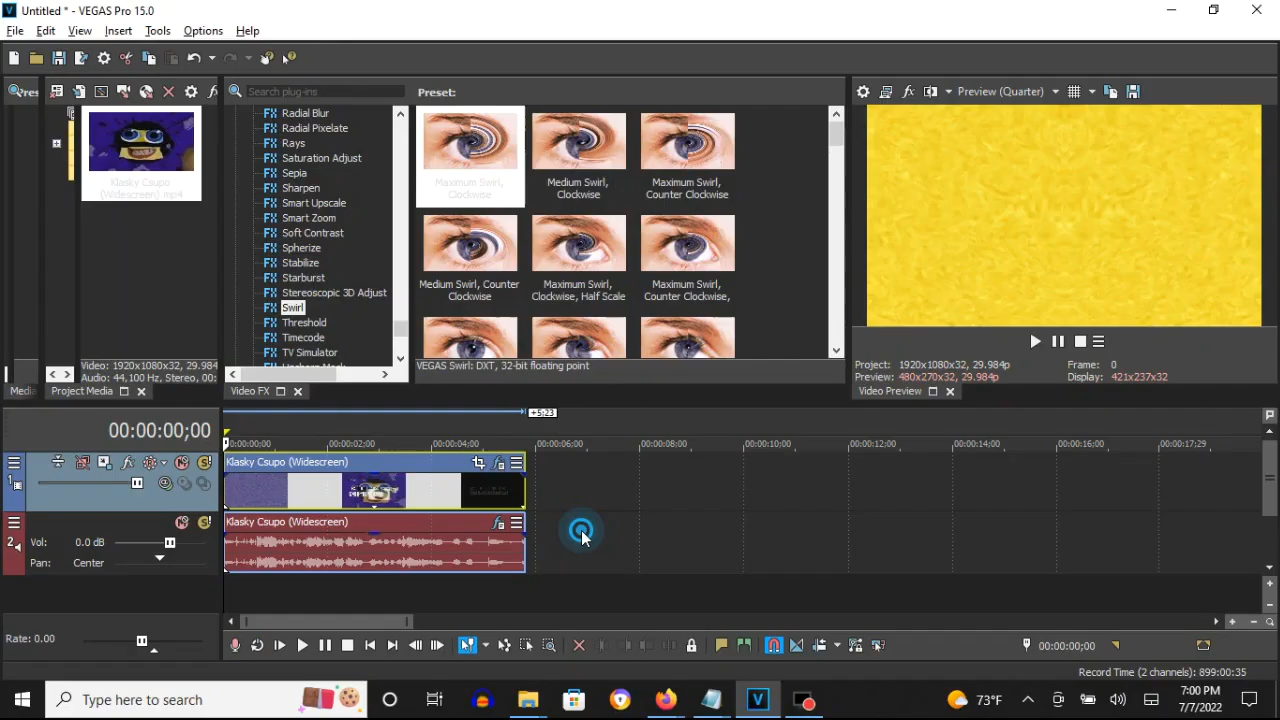 Untitled * - VEGAS Pro 15.0
File Edit View Insert Tools Options Help
Search plug-ins
Preset:
Preview (Quarter)
Klasky Csupo
(Widescreen).mp4
Radial Blur
Radial Pixelate
Rays
Saturation Adjust
Sepia
Sharpen
Smart Upscale
Smart Zoom
Soft Contrast
Spherize
Stabilize
Starburst
Stereoscopic 3D Adjust
Swirl
Threshold
Timecode
TV Simulator
Maximum Swirl,
Clockwise
Medium Swirl,
Clockwise
Maximum Swirl,
Counter Clockwise
Medium Swirl, Counter
Clockwise
Maximum Swirl,
Clockwise, Half Scale
Maximum Swirl,
Counter Clockwise,
VEGAS Swirl: DXT, 32-bit floating point
Video: 1920x1080x32, 29.984
Audio: 44,100 Hz, Stereo, 00:
Project: 1920x1080x32, 29.984p
Frame: 0
Preview: 480x270x32, 29.984p
Display: 421x237x32
Media
Project Media
Video FX
Video Preview
00:00:00;00
+5;23
00:00:00;00 00:00:02;00 00:00:04;00 00:00:06;00 00:00:08;00 00:00:10;00 00:00:12;00 00:00:14;00 00:00:16;00 00:00:17;29
1
Klasky Csupo (Widescreen)
2
Klasky Csupo (Widescreen)
Vol: 0.0 dB
Pan: Center
Rate: 0.00
00:00:00;00
Record Time (2 channels): 899:00:35
Type here to search
73°F
7:00 PM
7/7/2022